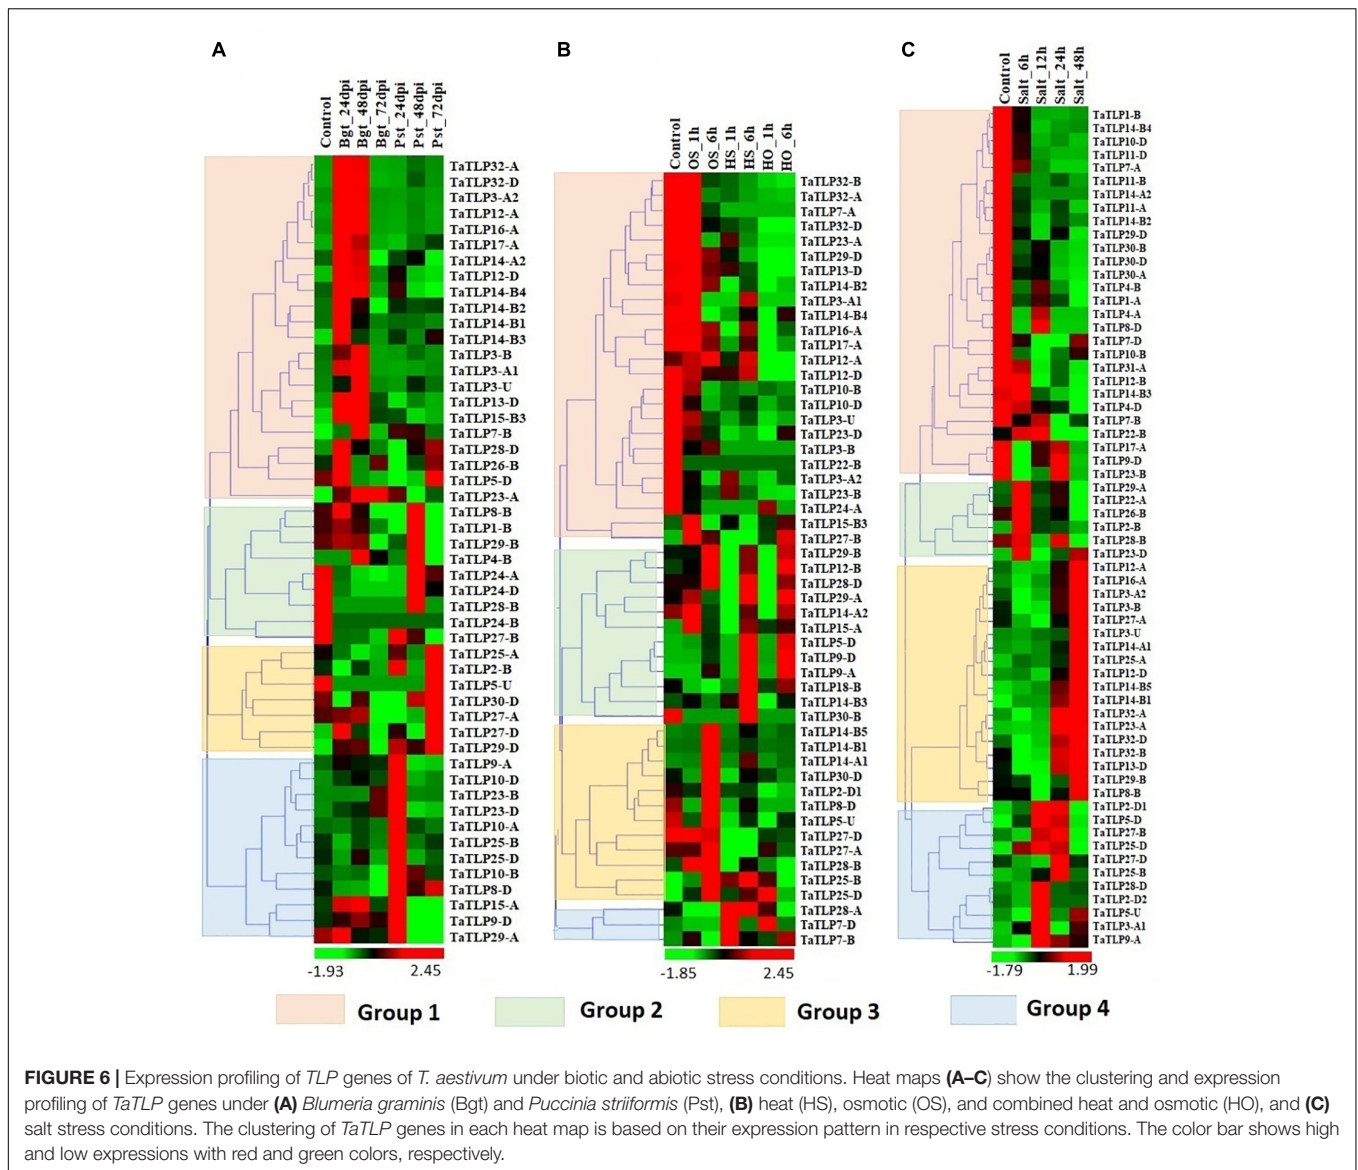 A
B
C
Control
Bgt_24dpi
Bgt_48dpi
Bgt_72dpi
Pst_24dpi
Pst_48dpi
Pst_72dpi
TaTLP32-A
TaTLP32-D
TaTLP3-A2
TaTLP12-A
TaTLP16-A
TaTLP17-A
TaTLP14-A2
TaTLP12-D
TaTLP14-B4
TaTLP14-B2
TaTLP14-B1
TaTLP14-B3
TaTLP3-B
TaTLP3-A1
TaTLP3-U
TaTLP13-D
TaTLP15-B3
TaTLP7-B
TaTLP28-D
TaTLP26-B
TaTLP5-D
TaTLP23-A
TaTLP8-B
TaTLP1-B
TaTLP29-B
TaTLP4-B
TaTLP24-A
TaTLP24-D
TaTLP28-B
TaTLP24-B
TaTLP27-B
TaTLP25-A
TaTLP2-B
TaTLP5-U
TaTLP30-D
TaTLP27-A
TaTLP27-D
TaTLP29-D
TaTLP9-A
TaTLP10-D
TaTLP23-B
TaTLP23-D
TaTLP10-A
TaTLP25-B
TaTLP25-D
TaTLP10-B
TaTLP8-D
TaTLP15-A
TaTLP9-D
TaTLP29-A
-1.93 2.45
Control
OS_1h
OS_6h
HS_1h
HS_6h
HO_1h
HO_6h
TaTLP32-B
TaTLP32-A
TaTLP7-A
TaTLP32-D
TaTLP23-A
TaTLP29-D
TaTLP13-D
TaTLP14-B2
TaTLP3-A1
TaTLP14-B4
TaTLP16-A
TaTLP17-A
TaTLP12-A
TaTLP12-D
TaTLP10-B
TaTLP10-D
TaTLP3-U
TaTLP23-D
TaTLP3-B
TaTLP22-B
TaTLP3-A2
TaTLP23-B
TaTLP24-A
TaTLP15-B3
TaTLP27-B
TaTLP29-B
TaTLP12-B
TaTLP28-D
TaTLP29-A
TaTLP14-A2
TaTLP15-A
TaTLP5-D
TaTLP9-D
TaTLP9-A
TaTLP18-B
TaTLP14-B3
TaTLP30-B
TaTLP14-B5
TaTLP14-B1
TaTLP14-A1
TaTLP30-D
TaTLP2-D1
TaTLP8-D
TaTLP5-U
TaTLP27-D
TaTLP27-A
TaTLP28-B
TaTLP25-B
TaTLP25-D
TaTLP28-A
TaTLP7-D
TaTLP7-B
-1.85 2.45
Control
Salt_6h
Salt_12h
Salt_24h
Salt_48h
TaTLP1-B
TaTLP14-B4
TaTLP10-D
TaTLP11-D
TaTLP7-A
TaTLP11-B
TaTLP14-A2
TaTLP11-A
TaTLP14-B2
TaTLP29-D
TaTLP30-B
TaTLP30-D
TaTLP30-A
TaTLP4-B
TaTLP1-A
TaTLP4-A
TaTLP8-D
TaTLP7-D
TaTLP10-B
TaTLP31-A
TaTLP12-B
TaTLP14-B3
TaTLP4-D
TaTLP7-B
TaTLP22-B
TaTLP17-A
TaTLP9-D
TaTLP23-B
TaTLP29-A
TaTLP22-A
TaTLP26-B
TaTLP2-B
TaTLP28-B
TaTLP23-D
TaTLP12-A
TaTLP16-A
TaTLP3-A2
TaTLP3-B
TaTLP27-A
TaTLP3-U
TaTLP14-A1
TaTLP25-A
TaTLP12-D
TaTLP14-B5
TaTLP14-B1
TaTLP32-A
TaTLP23-A
TaTLP32-D
TaTLP32-B
TaTLP13-D
TaTLP29-B
TaTLP8-B
TaTLP2-D1
TaTLP5-D
TaTLP27-B
TaTLP25-D
TaTLP27-D
TaTLP25-B
TaTLP28-D
TaTLP2-D2
TaTLP5-U
TaTLP3-A1
TaTLP9-A
-1.79 1.99
Group 1
Group 2
Group 3
Group 4
FIGURE 6 | Expression profiling of TLP genes of T. aestivum under biotic and abiotic stress conditions. Heat maps (A–C) show the clustering and expression
profiling of TaTLP genes under (A) Blumeria graminis (Bgt) and Puccinia striiformis (Pst), (B) heat (HS), osmotic (OS), and combined heat and osmotic (HO), and (C)
salt stress conditions. The clustering of TaTLP genes in each heat map is based on their expression pattern in respective stress conditions. The color bar shows high
and low expressions with red and green colors, respectively.